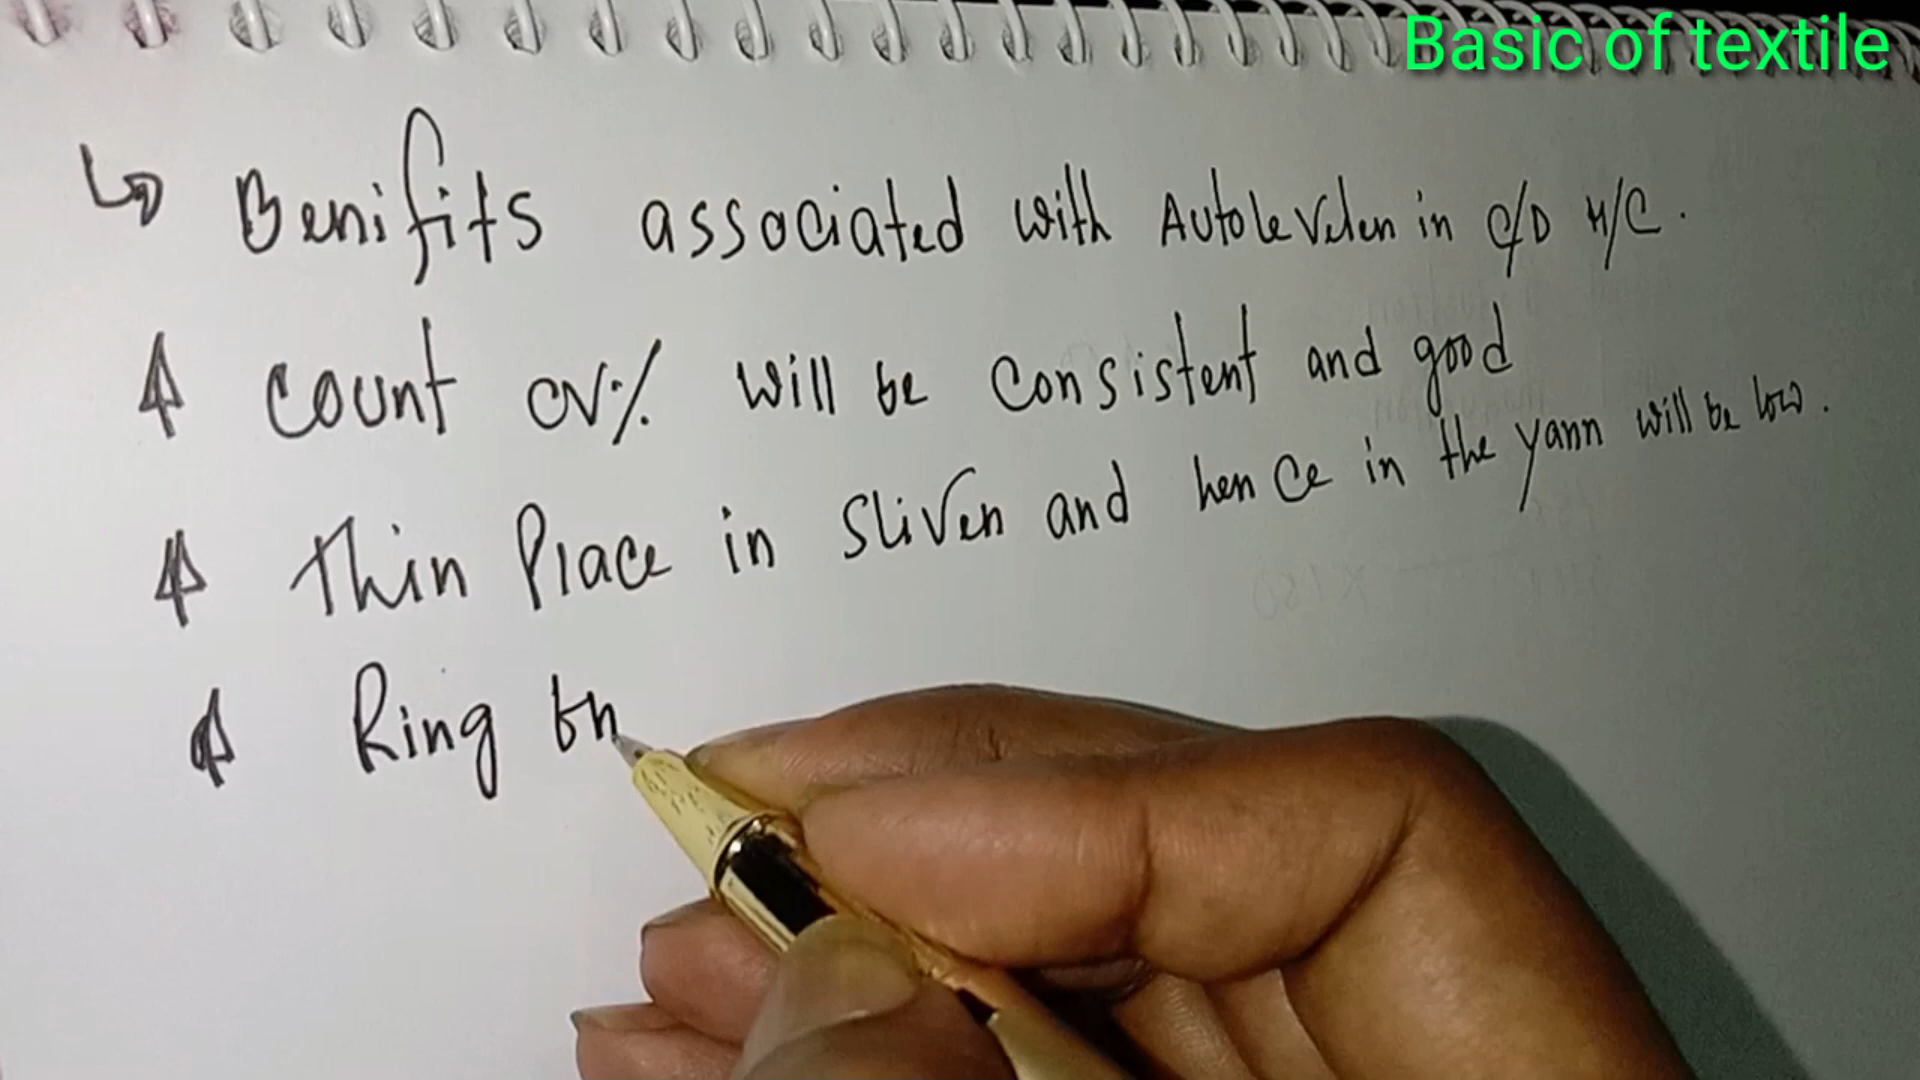 Basic of textile
Benifits associated with Autoleveler in C/D M/C.
Count CV% will be Consistent and good
Thin Place in Sliver and hence in the yarn will be low.
Ring br